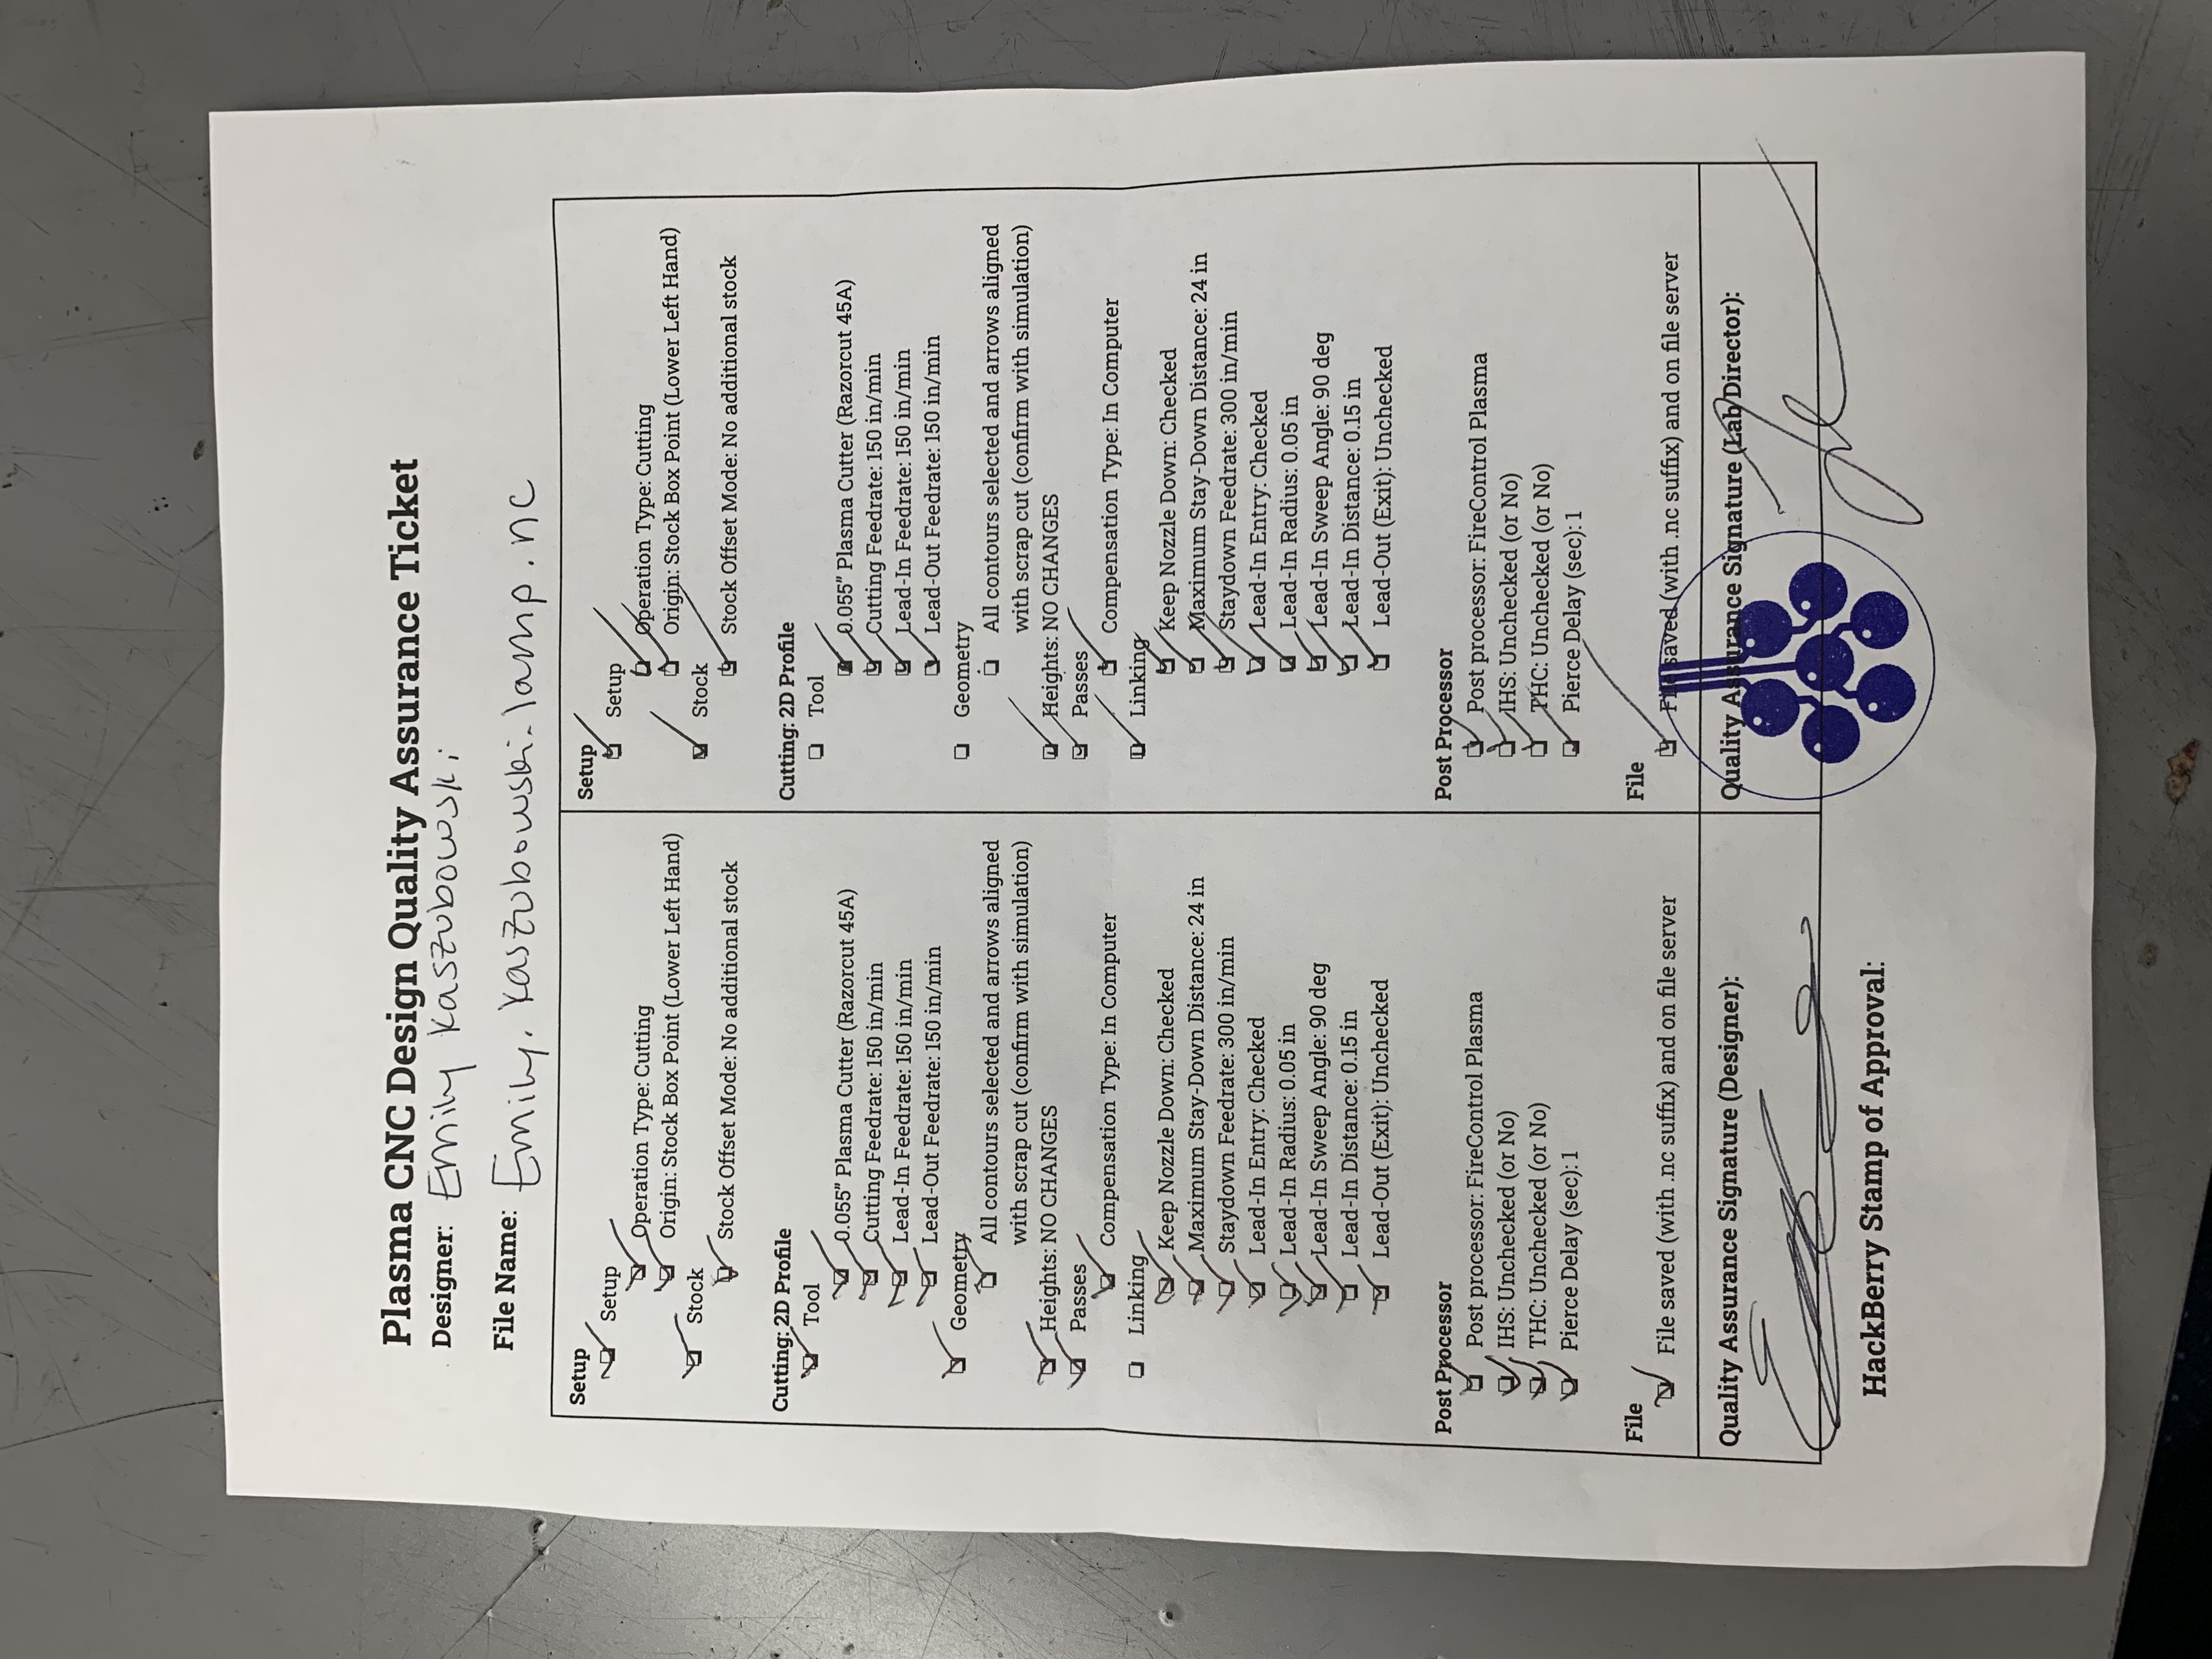 Plasma CNC Design Quality Assurance Ticket
Designer: Emily Kaszubowski
File Name: Emily.kaszubowski-lamp.nc
Setup
Setup
Operation Type: Cutting
Origin: Stock Box Point (Lower Left Hand)
Stock
Stock Offset Mode: No additional stock
Cutting: 2D Profile
Tool
0.055” Plasma Cutter (Razorcut 45A)
Cutting Feedrate: 150 in/min
Lead-In Feedrate: 150 in/min
Lead-Out Feedrate: 150 in/min
Geometry
All contours selected and arrows aligned
with scrap cut (confirm with simulation)
Heights: NO CHANGES
Passes
Compensation Type: In Computer
Linking
Keep Nozzle Down: Checked
Maximum Stay-Down Distance: 24 in
Staydown Feedrate: 300 in/min
Lead-In Entry: Checked
Lead-In Radius: 0.05 in
Lead-In Sweep Angle: 90 deg
Lead-In Distance: 0.15 in
Lead-Out (Exit): Unchecked
Post Processor
Post processor: FireControl Plasma
IHS: Unchecked (or No)
THC: Unchecked (or No)
Pierce Delay (sec): 1
File
File saved (with .nc suffix) and on file server
Quality Assurance Signature (Designer):
Setup
Setup
Operation Type: Cutting
Origin: Stock Box Point (Lower Left Hand)
Stock
Stock Offset Mode: No additional stock
Cutting: 2D Profile
Tool
0.055” Plasma Cutter (Razorcut 45A)
Cutting Feedrate: 150 in/min
Lead-In Feedrate: 150 in/min
Lead-Out Feedrate: 150 in/min
Geometry
All contours selected and arrows aligned
with scrap cut (confirm with simulation)
Heights: NO CHANGES
Passes
Compensation Type: In Computer
Linking
Keep Nozzle Down: Checked
Maximum Stay-Down Distance: 24 in
Staydown Feedrate: 300 in/min
Lead-In Entry: Checked
Lead-In Radius: 0.05 in
Lead-In Sweep Angle: 90 deg
Lead-In Distance: 0.15 in
Lead-Out (Exit): Unchecked
Post Processor
Post processor: FireControl Plasma
IHS: Unchecked (or No)
THC: Unchecked (or No)
Pierce Delay (sec): 1
File
File saved (with .nc suffix) and on file server
Quality Assurance Signature (Lab Director):
HackBerry Stamp of Approval: